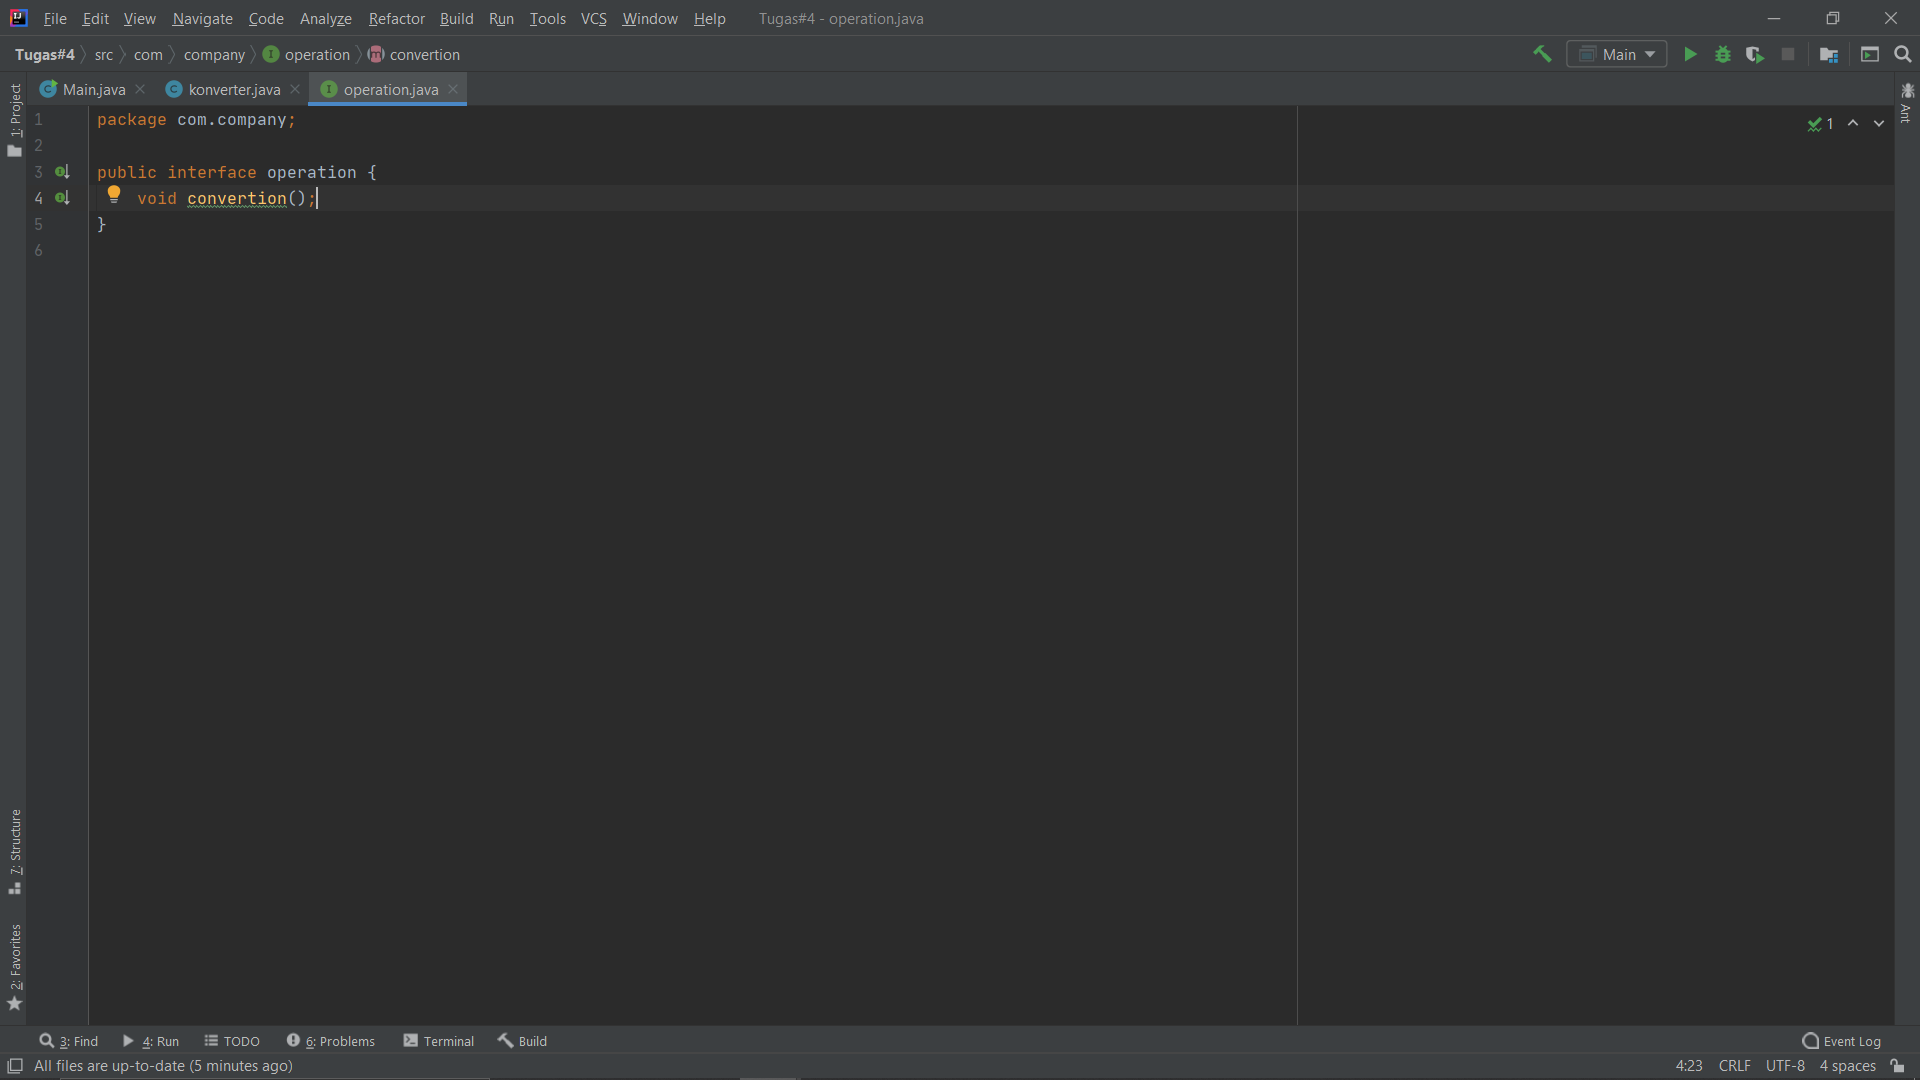 File Edit View Navigate Code Analyze Refactor Build Run Tools VCS Window Help Tugas#4 - operation.java
Tugas#4 src com company operation convertion Main
Main.java konverter.java operation.java
1 package com.company;
2
3 public interface operation {
4 void convertion();
5 }
6
1
1: Project
Ant
7: Structure
2: Favorites
3: Find 4: Run TODO 6: Problems Terminal Build Event Log
All files are up-to-date (5 minutes ago) 4:23 CRLF UTF-8 4 spaces